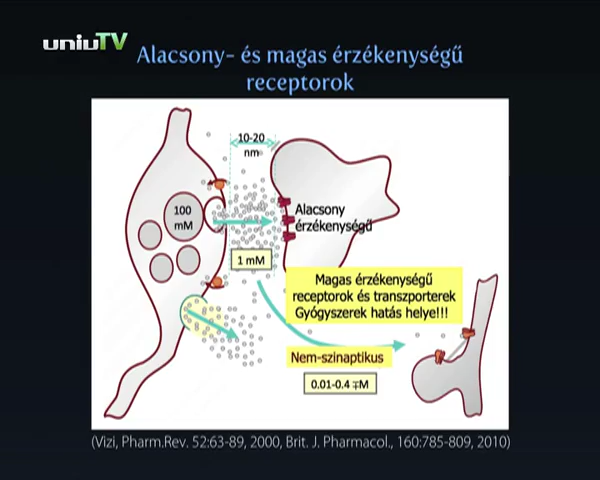 uniuTV
Alacsony- és magas érzékenységű
receptorok
10-20
nm
100
mM
Alacsony
érzékenységű
1 mM
Magas érzékenységű
receptorok és transzporterek
Gyógyszerek hatás helye!!!
Nem-szinaptikus
0.01-0.4 ∓M
(Vizi, Pharm.Rev. 52:63-89, 2000, Brit. J. Pharmacol., 160:785-809, 2010)